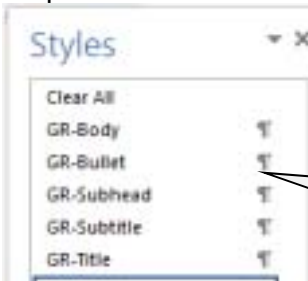 Styles
Clear All
GR-Body ¶
GR-Bullet ¶
GR-Subhead ¶
GR-Subtitle ¶
GR-Title ¶